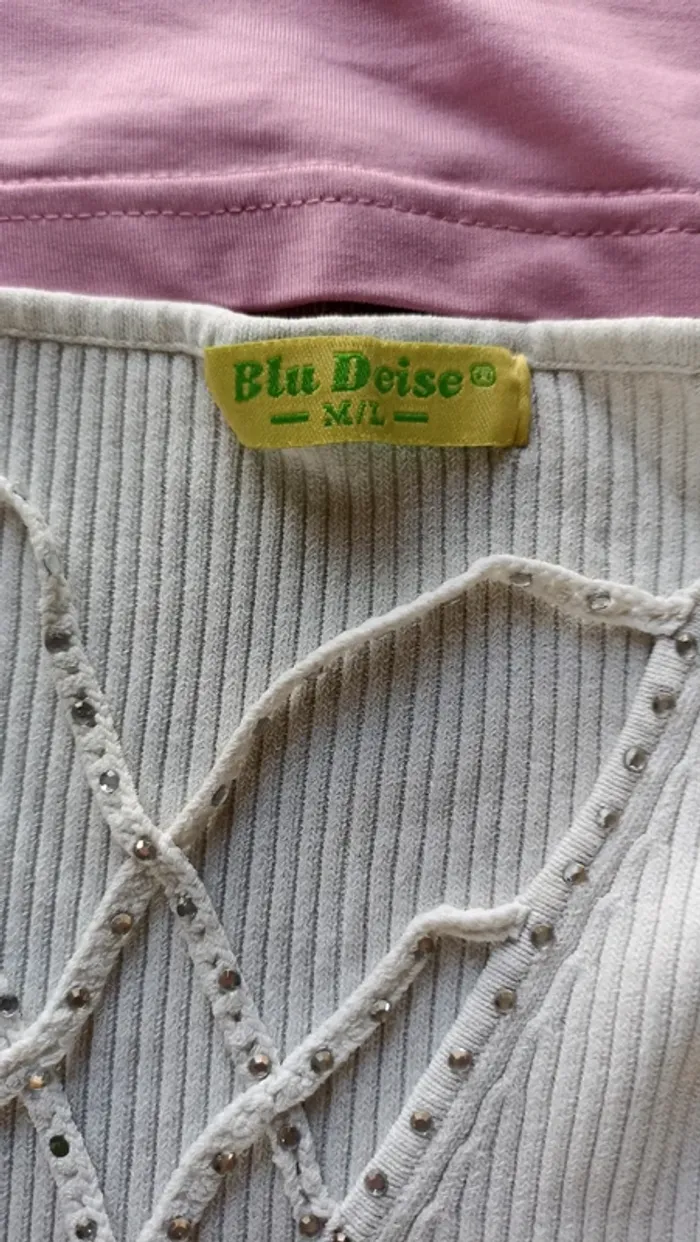 Blu Deise
— M/L —